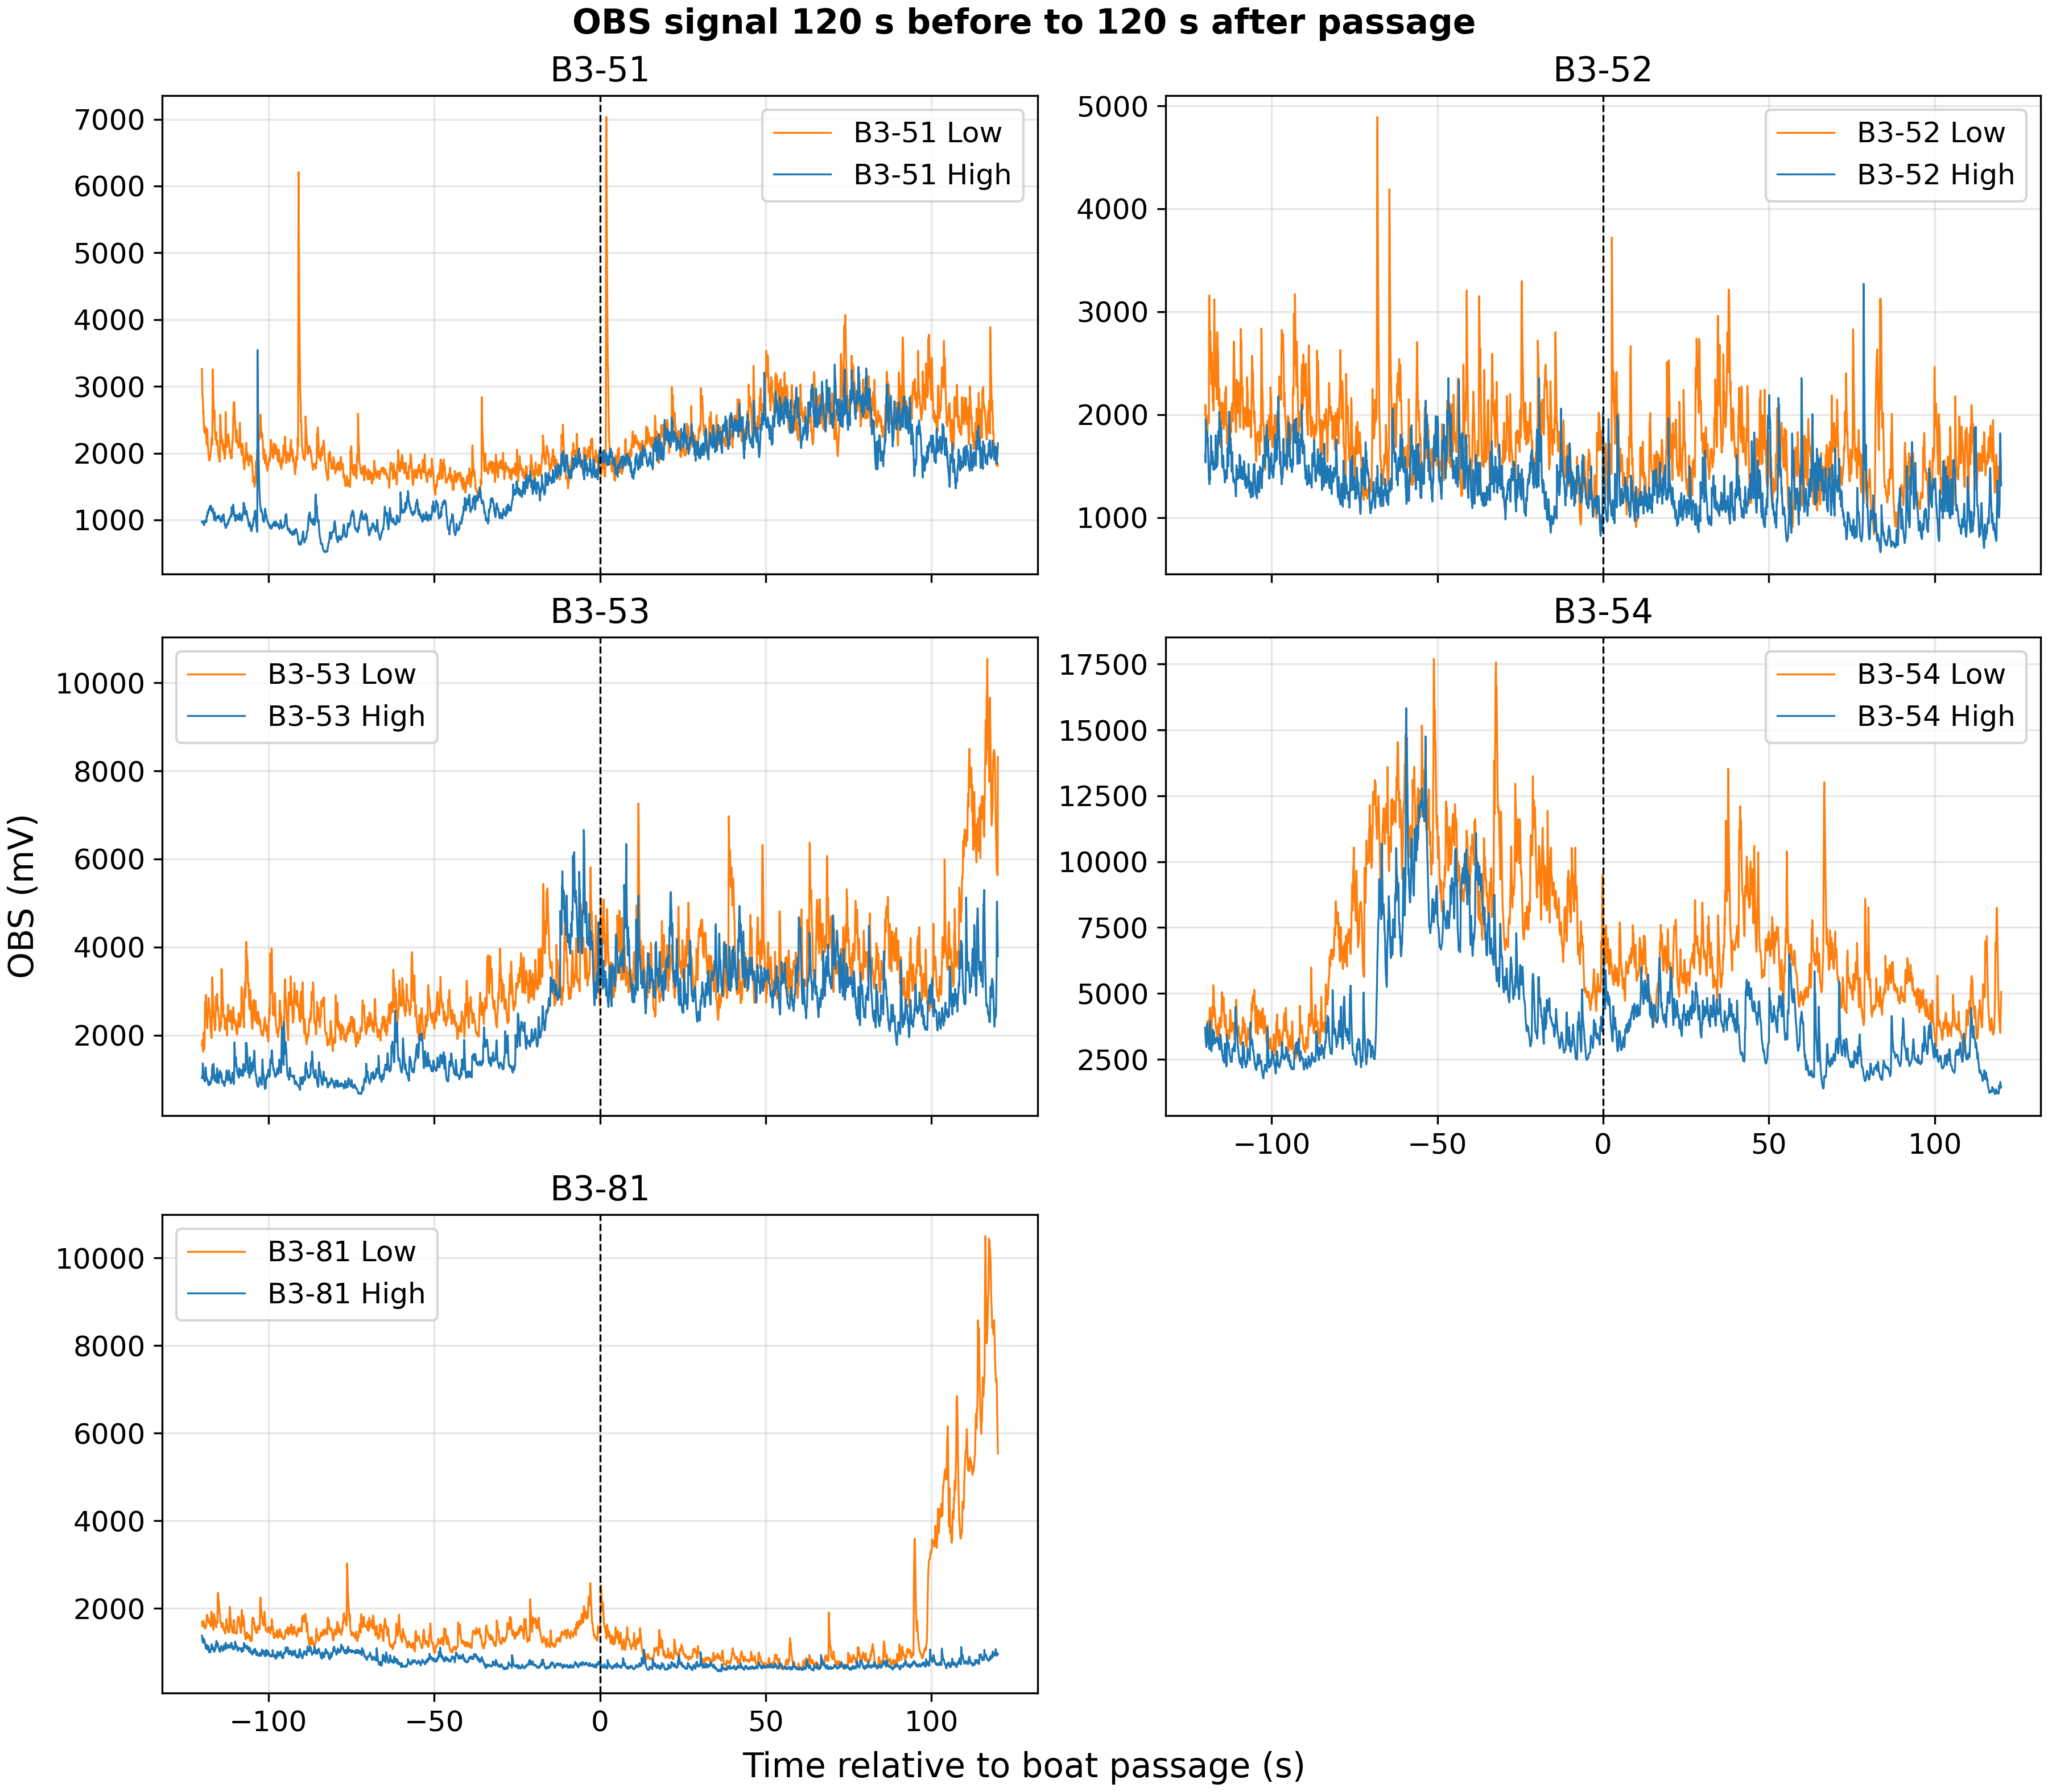 OBS signal 120 s before to 120 s after passage
B3-51
7000
6000
5000
4000
3000
2000
1000
B3-51 Low
B3-51 High
B3-52
5000
4000
3000
2000
1000
B3-52 Low
B3-52 High
B3-53
10000
8000
6000
4000
2000
B3-53 Low
B3-53 High
B3-54
17500
15000
12500
10000
7500
5000
2500
B3-54 Low
B3-54 High
−100 −50 0 50 100
B3-81
10000
8000
6000
4000
2000
B3-81 Low
B3-81 High
−100 −50 0 50 100
OBS (mV)
Time relative to boat passage (s)